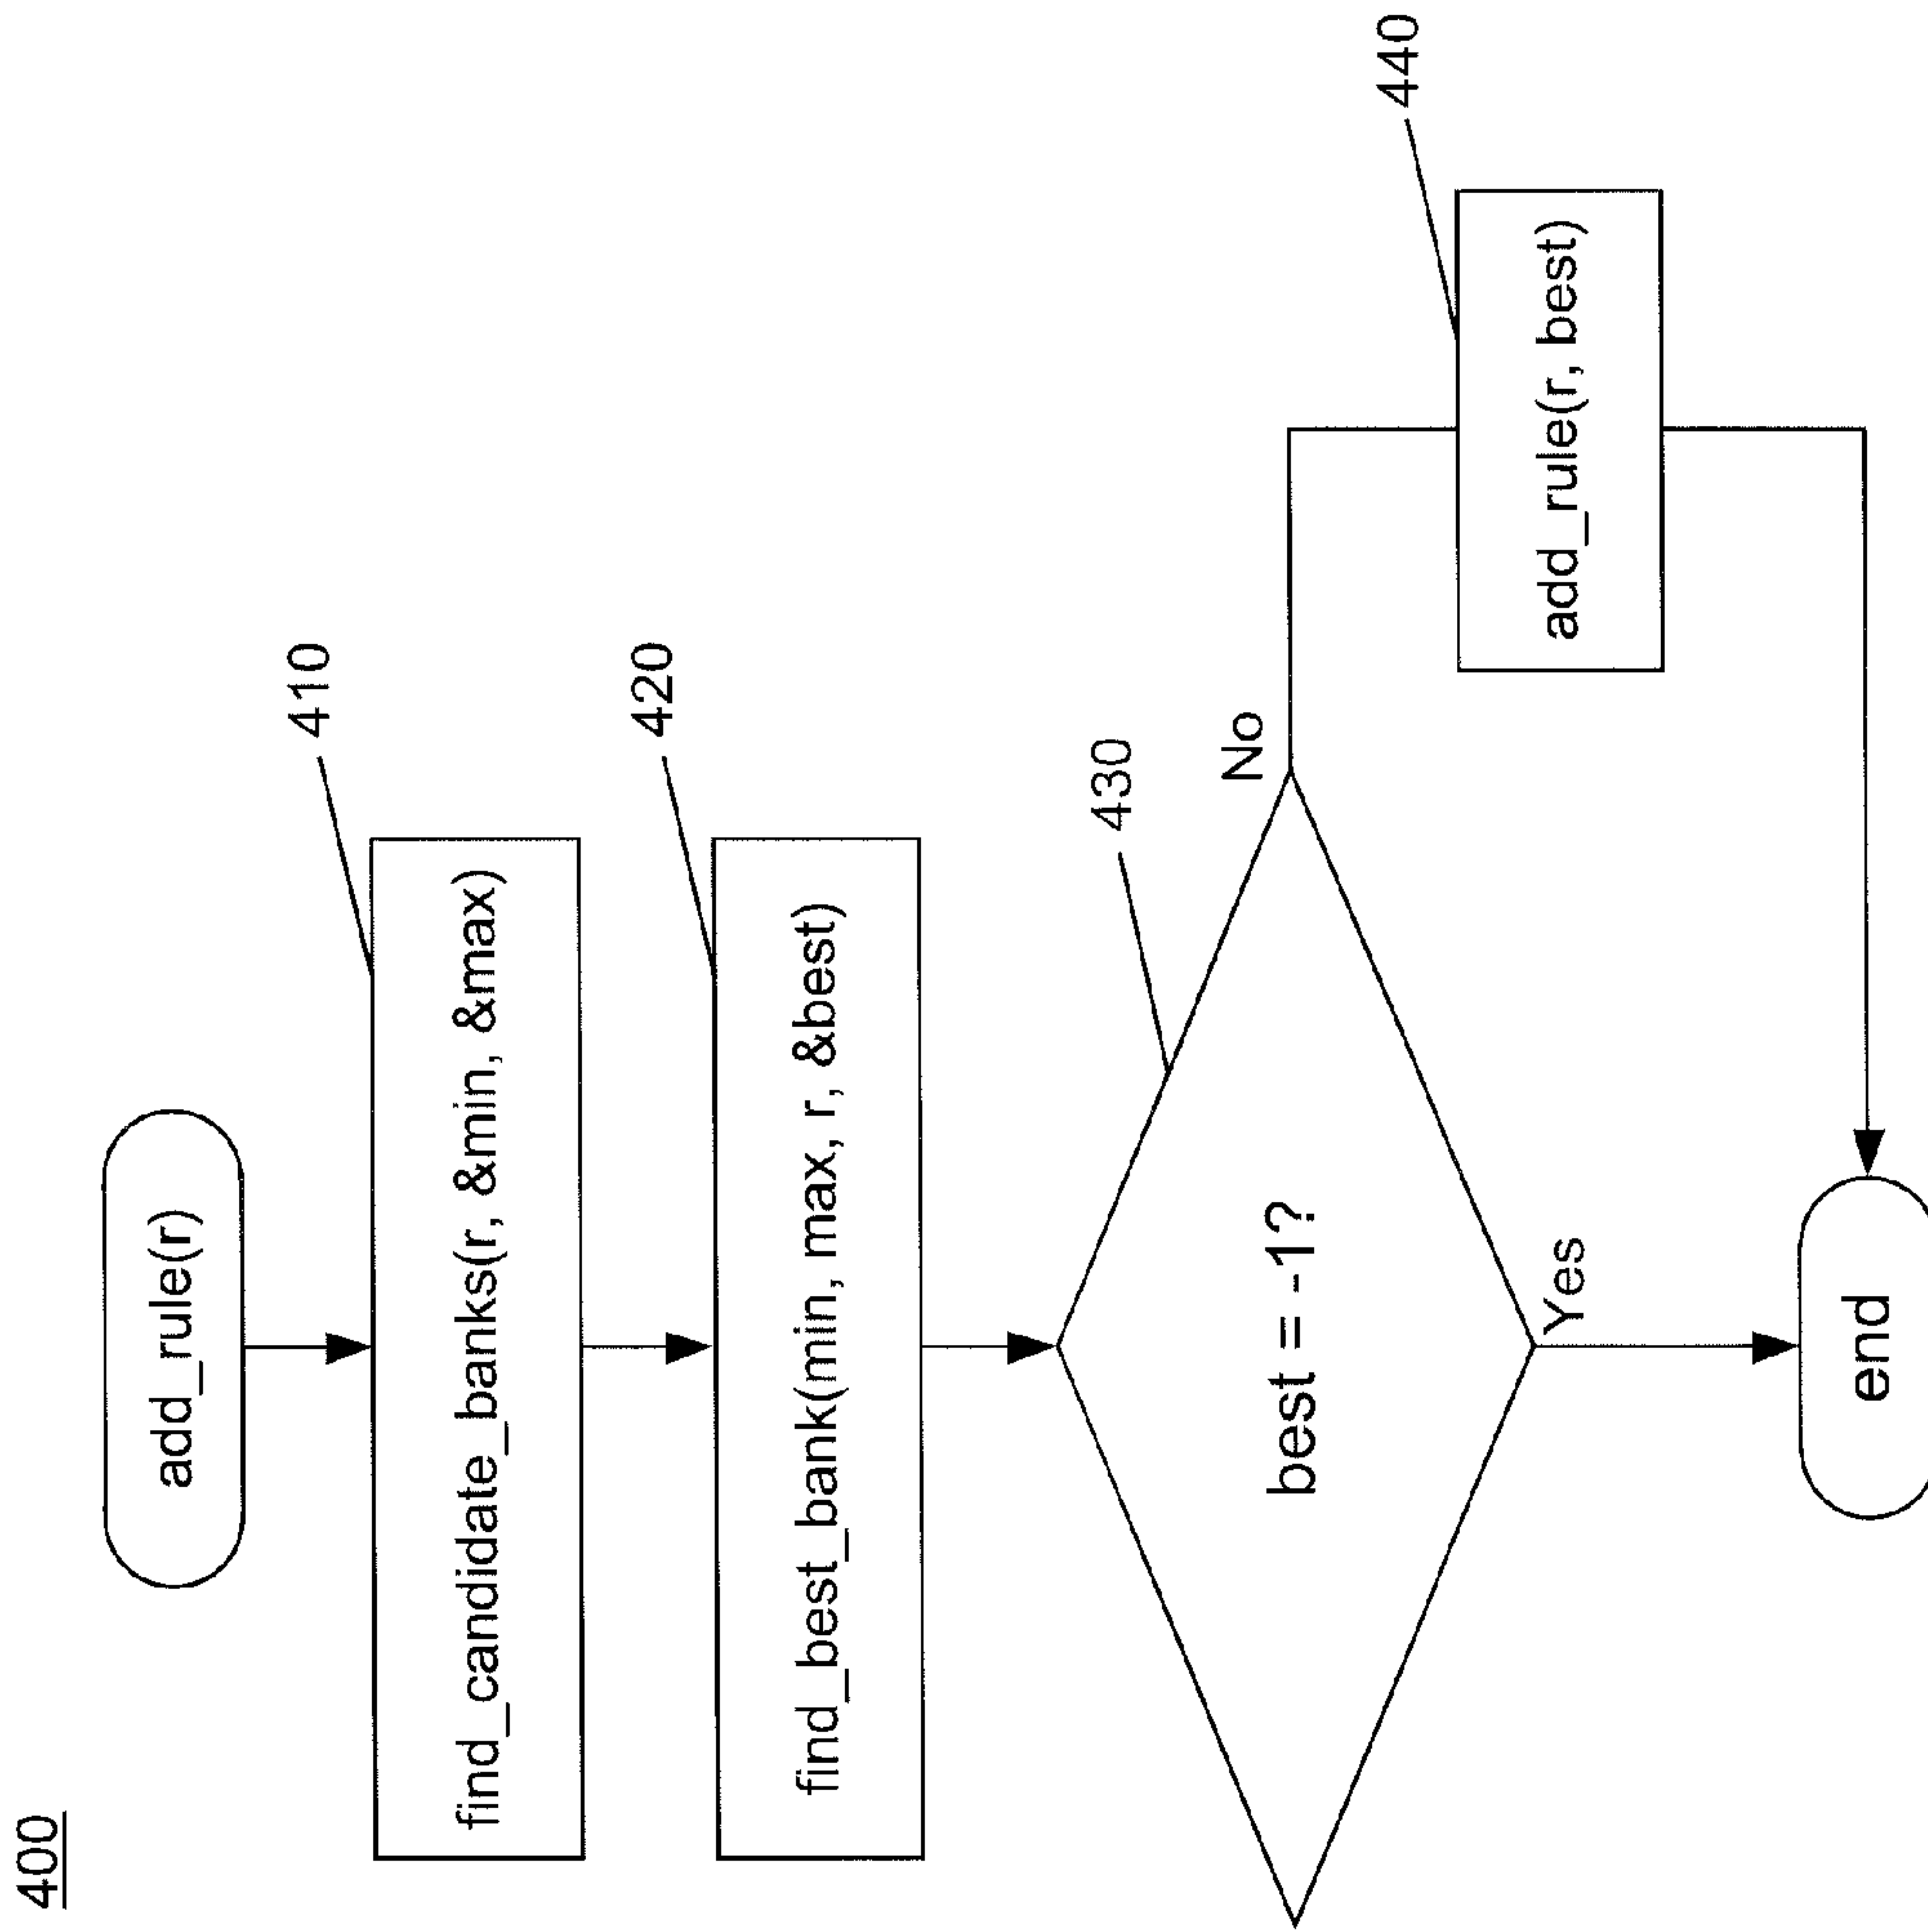 400
add_rule(r)
410
find_candidate_banks(r, &min, &max)
420
find_best_bank(min, max, r, &best)
430
best = -1?
No
440
add_rule(r, best)
Yes
end